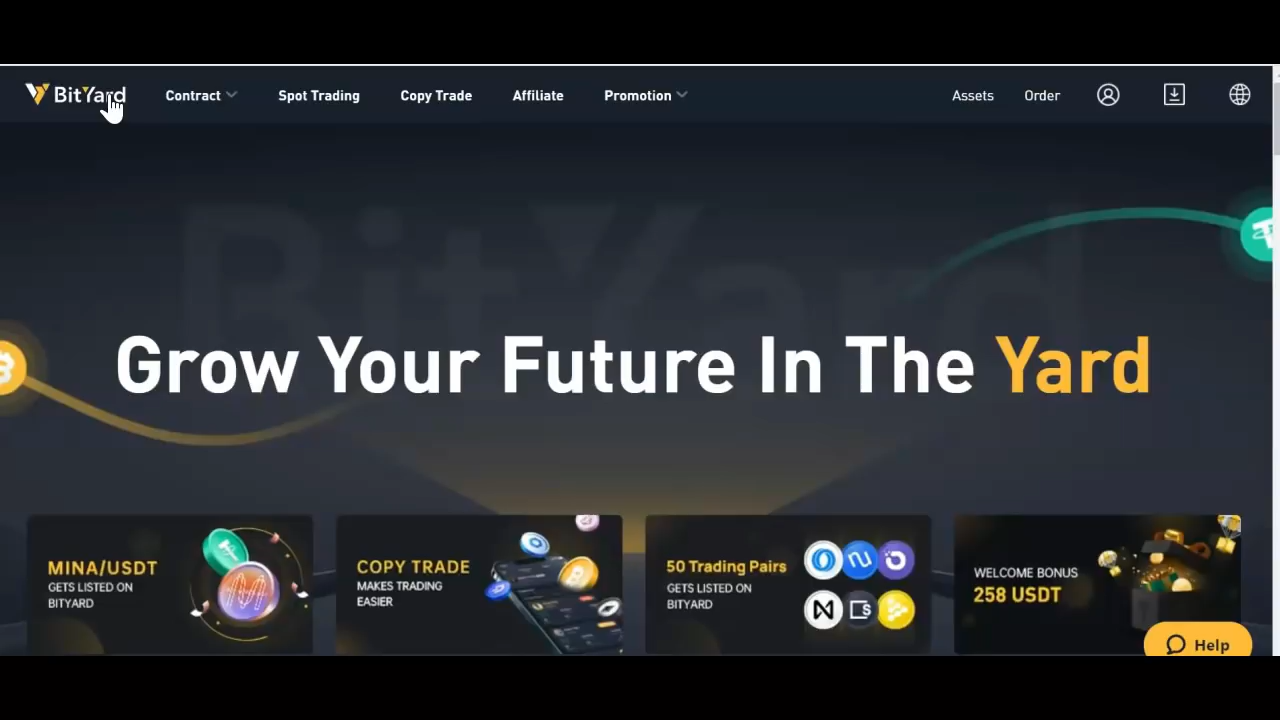 BitYard
Contract
Spot Trading
Copy Trade
Affiliate
Promotion
Assets
Order
BitYard
Grow Your Future In The Yard
MINA/USDT
GETS LISTED ON
BITYARD
COPY TRADE
MAKES TRADING
EASIER
50 Trading Pairs
GETS LISTED ON
BITYARD
WELCOME BONUS
258 USDT
Help